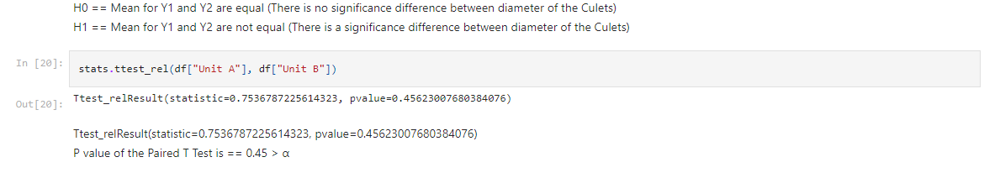 H0 == Mean for Y1 and Y2 are equal (There is no significance difference between diameter of the Culets)
H1 == Mean for Y1 and Y2 are not equal (There is a significance difference between diameter of the Culets)
In [20]: stats.ttest_rel(df["Unit A"], df["Unit B"])
Out[20]: Ttest_relResult(statistic=0.7536787225614323, pvalue=0.45623007680384076)
Ttest_relResult(statistic=0.7536787225614323, pvalue=0.45623007680384076)
P value of the Paired T Test is == 0.45 > α